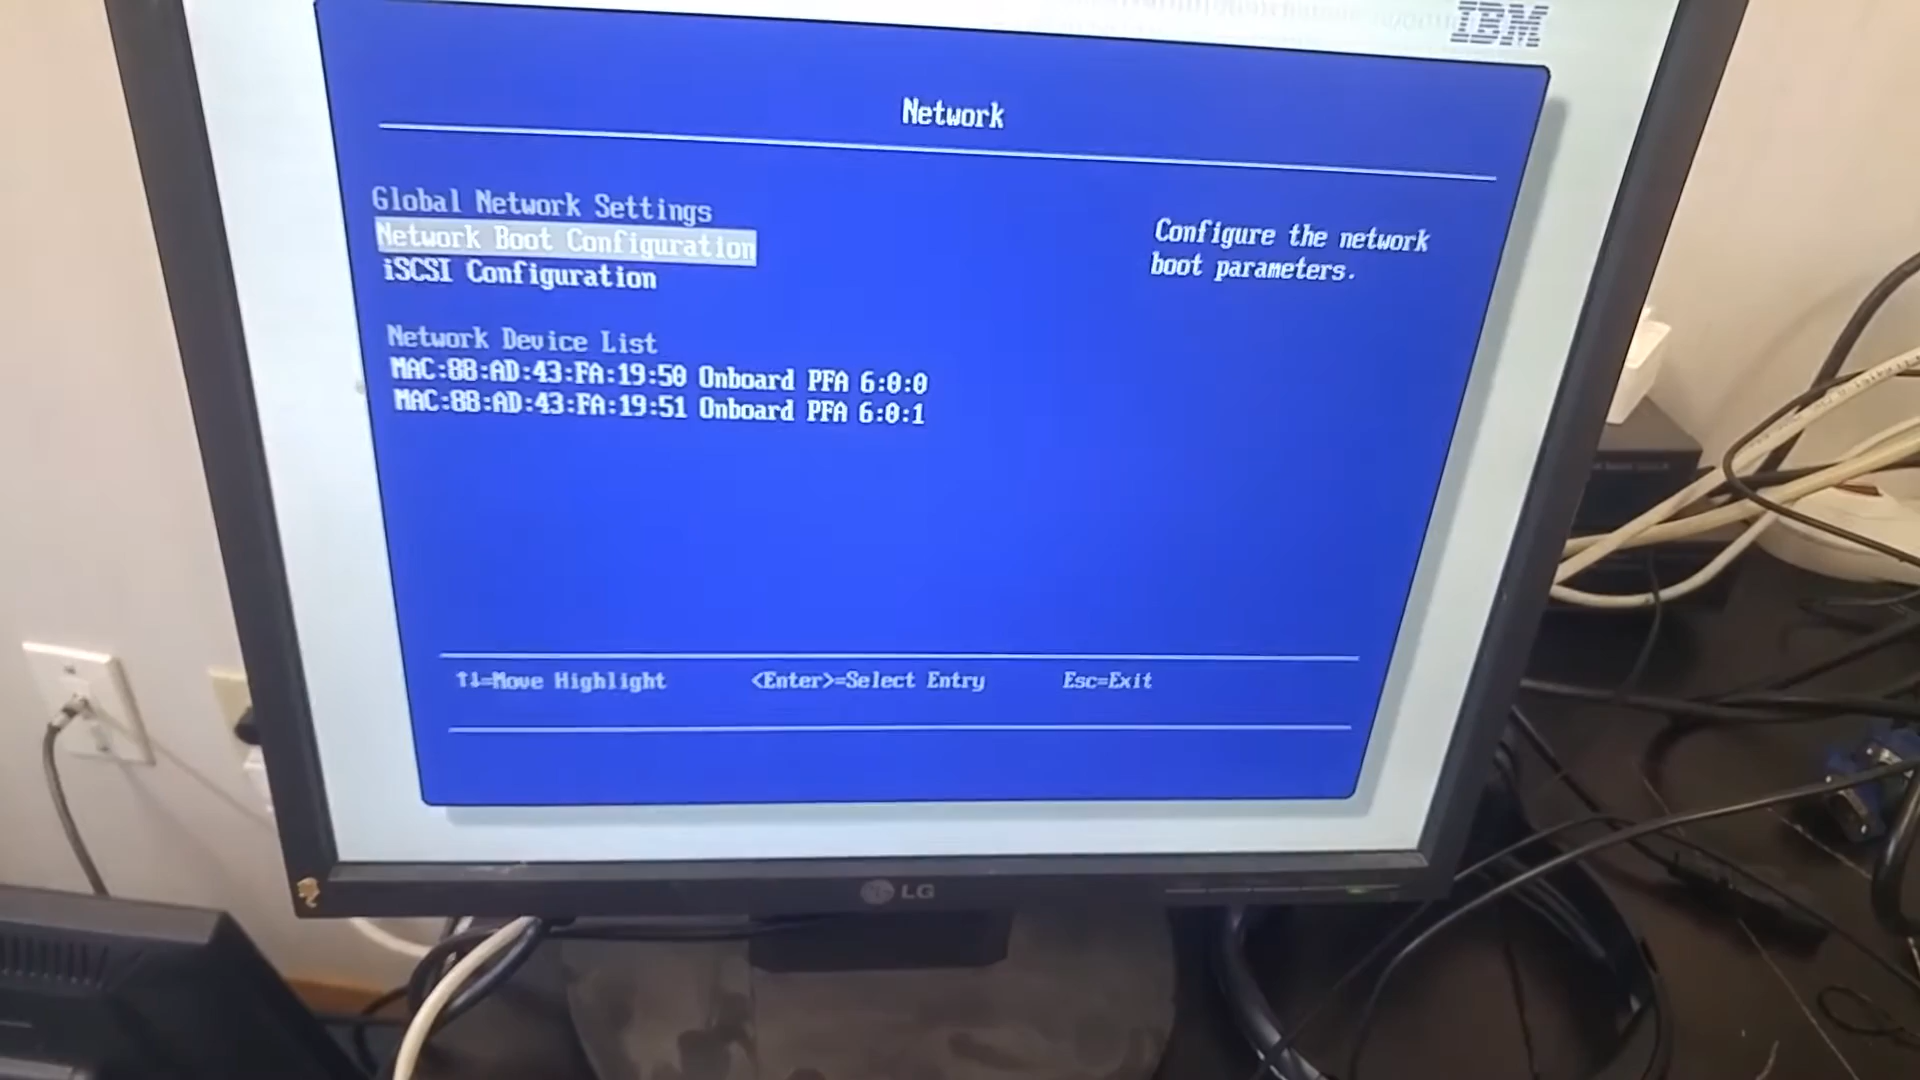 IBM
Network
Global Network Settings
Network Boot Configuration
iSCSI Configuration
Configure the network
boot parameters.
Network Device List
MAC:88:AD:43:FA:19:50 Onboard PFA 6:0:0
MAC:88:AD:43:FA:19:51 Onboard PFA 6:0:1
↑↓=Move Highlight
<Enter>=Select Entry
Esc=Exit
LG